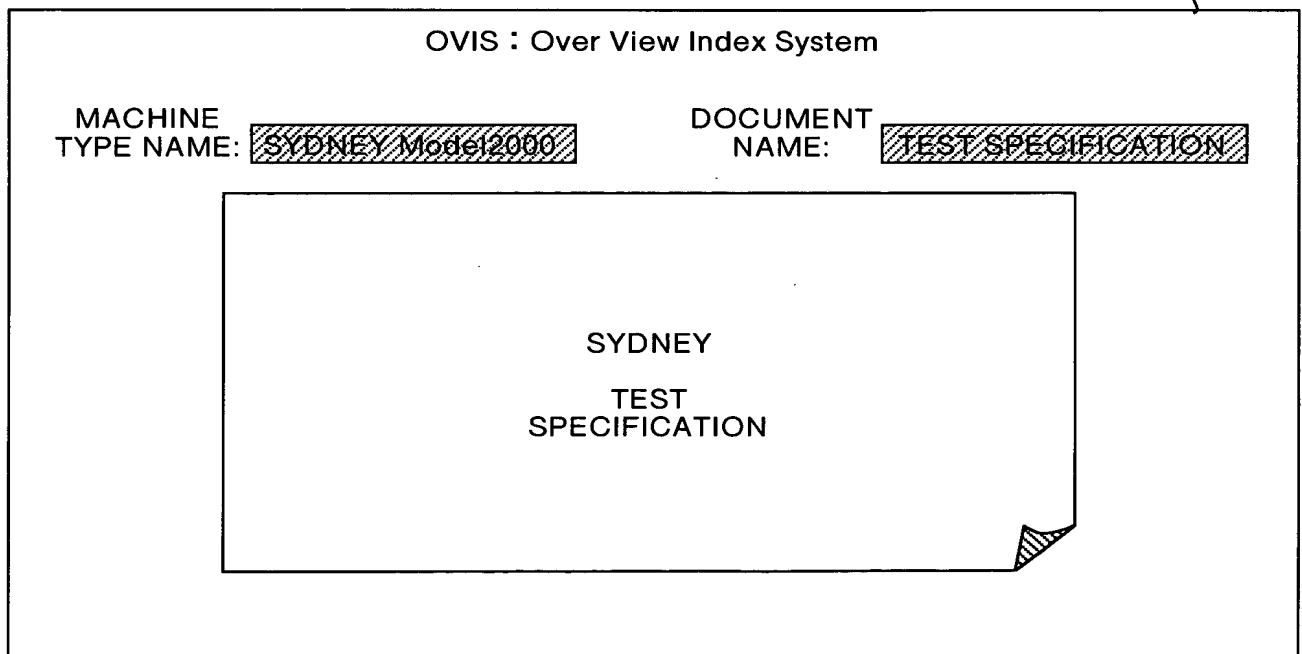 OVIS : Over View Index System
MACHINE
TYPE NAME: SYDNEY Model2000
DOCUMENT
NAME: TEST SPECIFICATION
SYDNEY
TEST
SPECIFICATION